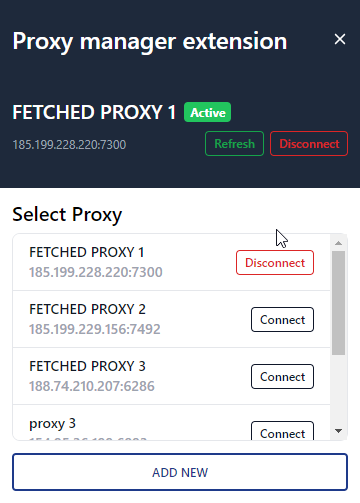 Proxy manager extension
FETCHED PROXY 1 Active
185.199.228.220:7300 Refresh Disconnect
Select Proxy
FETCHED PROXY 1
185.199.228.220:7300 Disconnect
FETCHED PROXY 2
185.199.229.156:7492 Connect
FETCHED PROXY 3
188.74.210.207:6286 Connect
proxy 3
Connect
ADD NEW